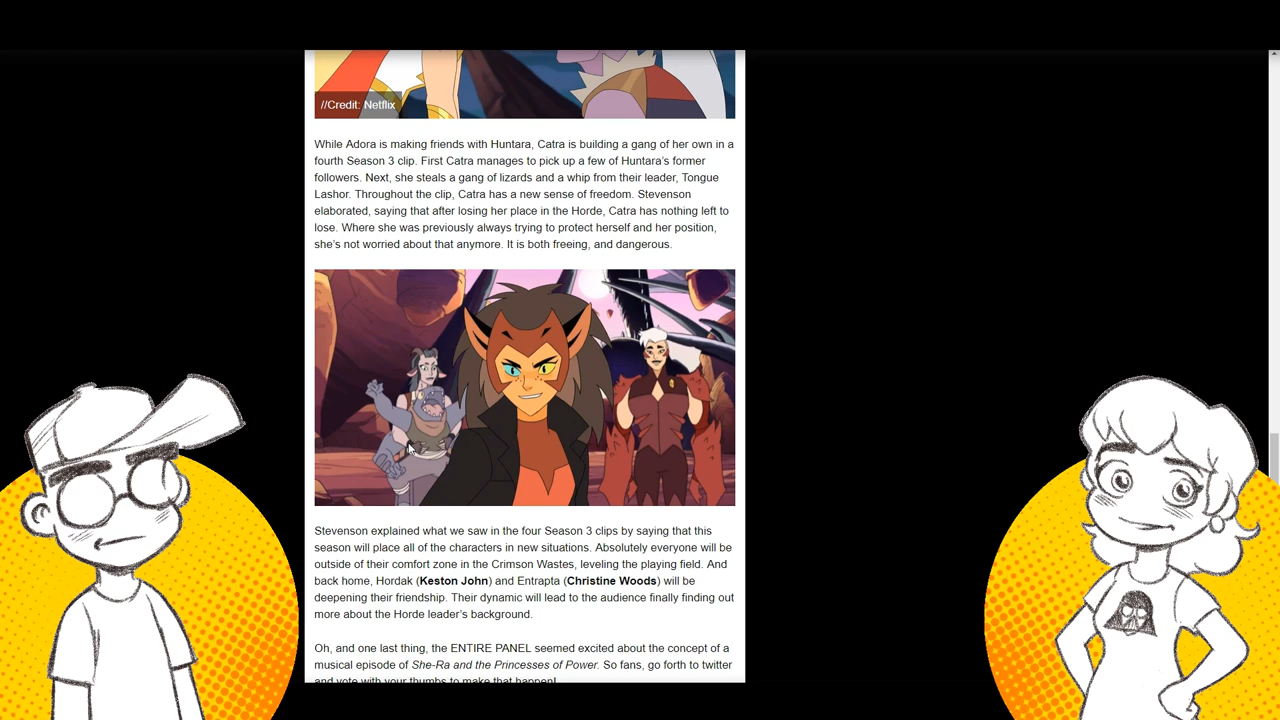 //Credit: Netflix
While Adora is making friends with Huntara, Catra is building a gang of her own in a
fourth Season 3 clip. First Catra manages to pick up a few of Huntara's former
followers. Next, she steals a gang of lizards and a whip from their leader, Tongue
Lashor. Throughout the clip, Catra has a new sense of freedom. Stevenson
elaborated, saying that after losing her place in the Horde, Catra has nothing left to
lose. Where she was previously always trying to protect herself and her position,
she's not worried about that anymore. It is both freeing, and dangerous.
Stevenson explained what we saw in the four Season 3 clips by saying that this
season will place all of the characters in new situations. Absolutely everyone will be
outside of their comfort zone in the Crimson Wastes, leveling the playing field. And
back home, Hordak (Keston John) and Entrapta (Christine Woods) will be
deepening their friendship. Their dynamic will lead to the audience finally finding out
more about the Horde leader's background.
Oh, and one last thing, the ENTIRE PANEL seemed excited about the concept of a
musical episode of She-Ra and the Princesses of Power. So fans, go forth to twitter
and vote with your thumbs to make that happen!